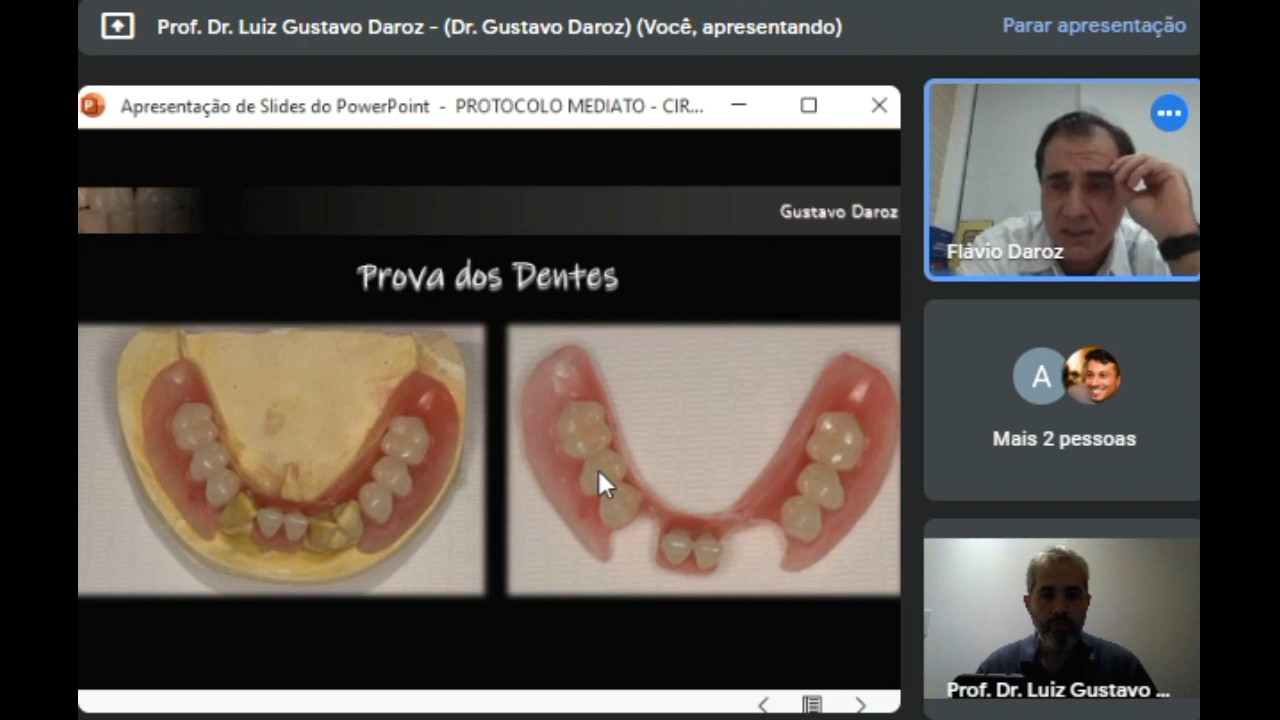 Prof. Dr. Luiz Gustavo Daroz - (Dr. Gustavo Daroz) (Você, apresentando)
Parar apresentação
Apresentação de Slides do PowerPoint - PROTOCOLO MEDIATO - CIR...
Gustavo Daroz
Prova dos Dentes
Flávio Daroz
A
Mais 2 pessoas
Prof. Dr. Luiz Gustavo ...